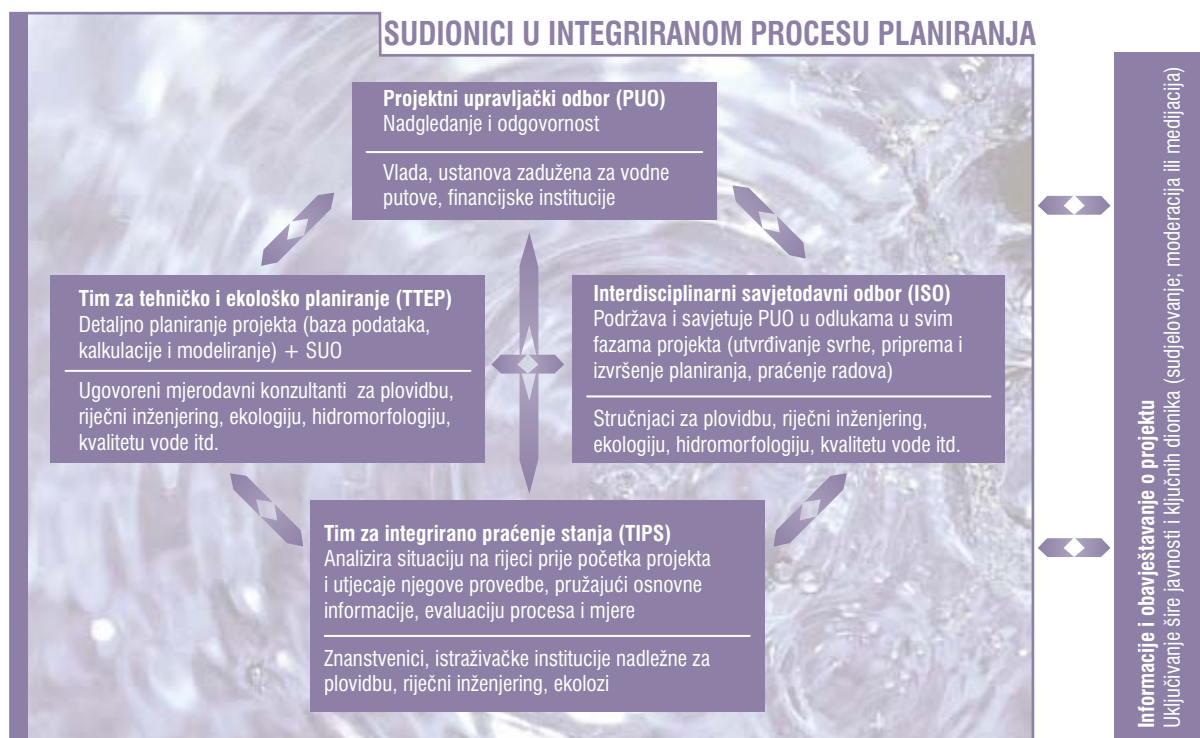 SUDIONICI U INTEGRIRANOM PROCESU PLANIRANJA
Projektni upravljački odbor (PUO)
Nadgledanje i odgovornost
Vlada, ustanova zadužena za vodne
putove, financijske institucije
Tim za tehničko i ekološko planiranje (TTEP)
Detaljno planiranje projekta (baza podataka,
kalkulacije i modeliranje) + SUO
Ugovoreni mjerodavni konzultanti za plovidbu,
riječni inženjering, ekologiju, hidromorfologiju,
kvalitetu vode itd.
Interdisciplinarni savjetodavni odbor (ISO)
Podržava i savjetuje PUO u odlukama u svim
fazama projekta (utvrđivanje svrhe, priprema i
izvršenje planiranja, praćenje radova)
Stručnjaci za plovidbu, riječni inženjering,
ekologiju, hidromorfologiju, kvalitetu vode itd.
Tim za integrirano praćenje stanja (TIPS)
Analizira situaciju na rijeci prije početka projekta
i utjecaje njegove provedbe, pružajući osnovne
informacije, evaluaciju procesa i mjere
Znanstvenici, istraživačke institucije nadležne za
plovidbu, riječni inženjering, ekolozi
Informacije i obavještavanje o projektu
Uključivanje šire javnosti i ključnih dionika (sudjelovanje; moderacija ili medijacija)